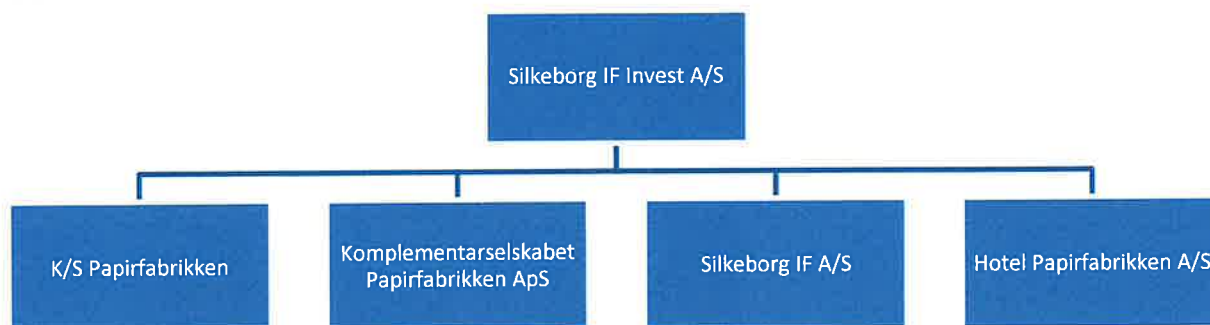 Silkeborg IF Invest A/S
K/S Papirfabrikken
Komplementarselskabet
Papirfabrikken ApS
Silkeborg IF A/S
Hotel Papirfabrikken A/S